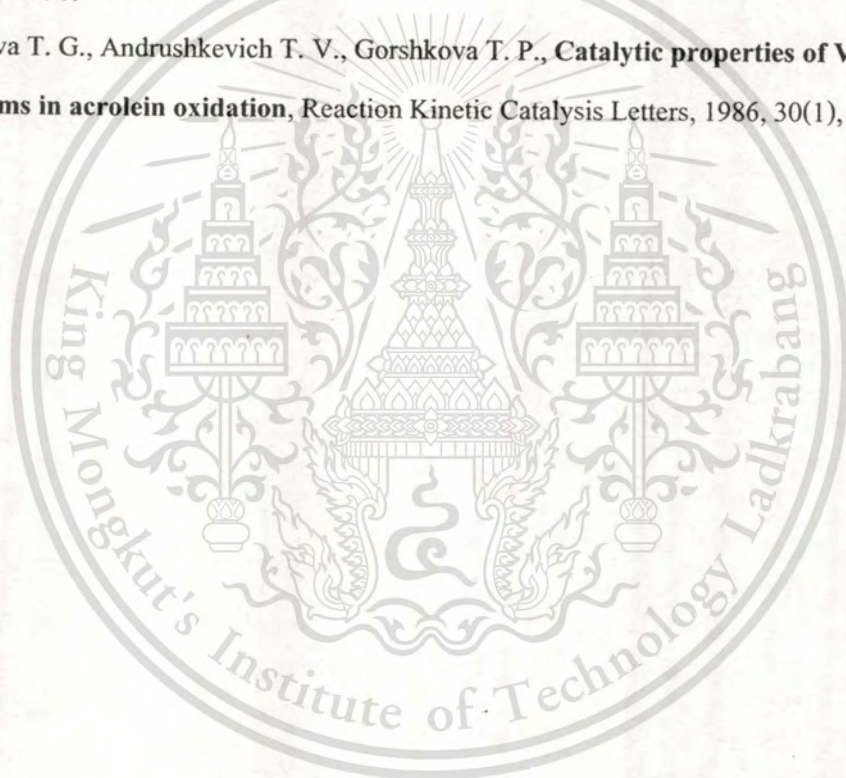 va T. G., Andrushkevich T. V., Gorshkova T. P., Catalytic properties of V
ms in acrolein oxidation, Reaction Kinetic Catalysis Letters, 1986, 30(1),
King Mongkut's Institute of Technology Ladkrabang